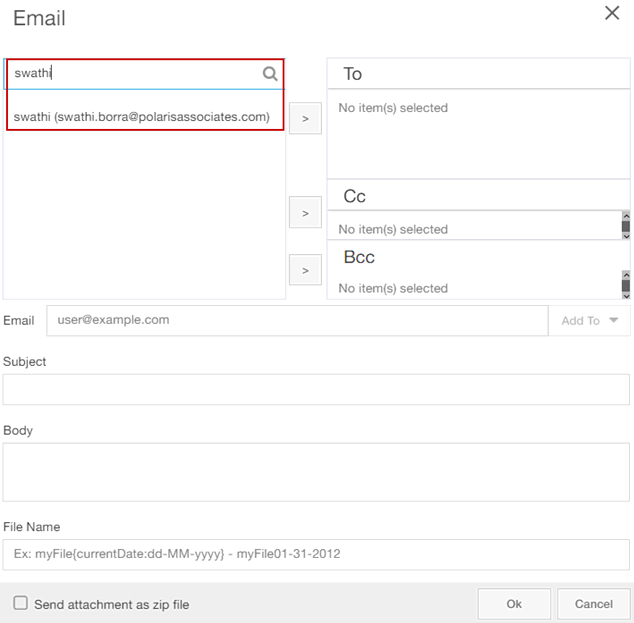 Email
swathi
swathi (swathi.borra@polarisassociates.com)
>
To
No item(s) selected
>
Cc
No item(s) selected
>
Bcc
No item(s) selected
Email
user@example.com
Add To
Subject
Body
File Name
Ex: myFile{currentDate:dd-MM-yyyy} - myFile01-31-2012
Send attachment as zip file
Ok
Cancel